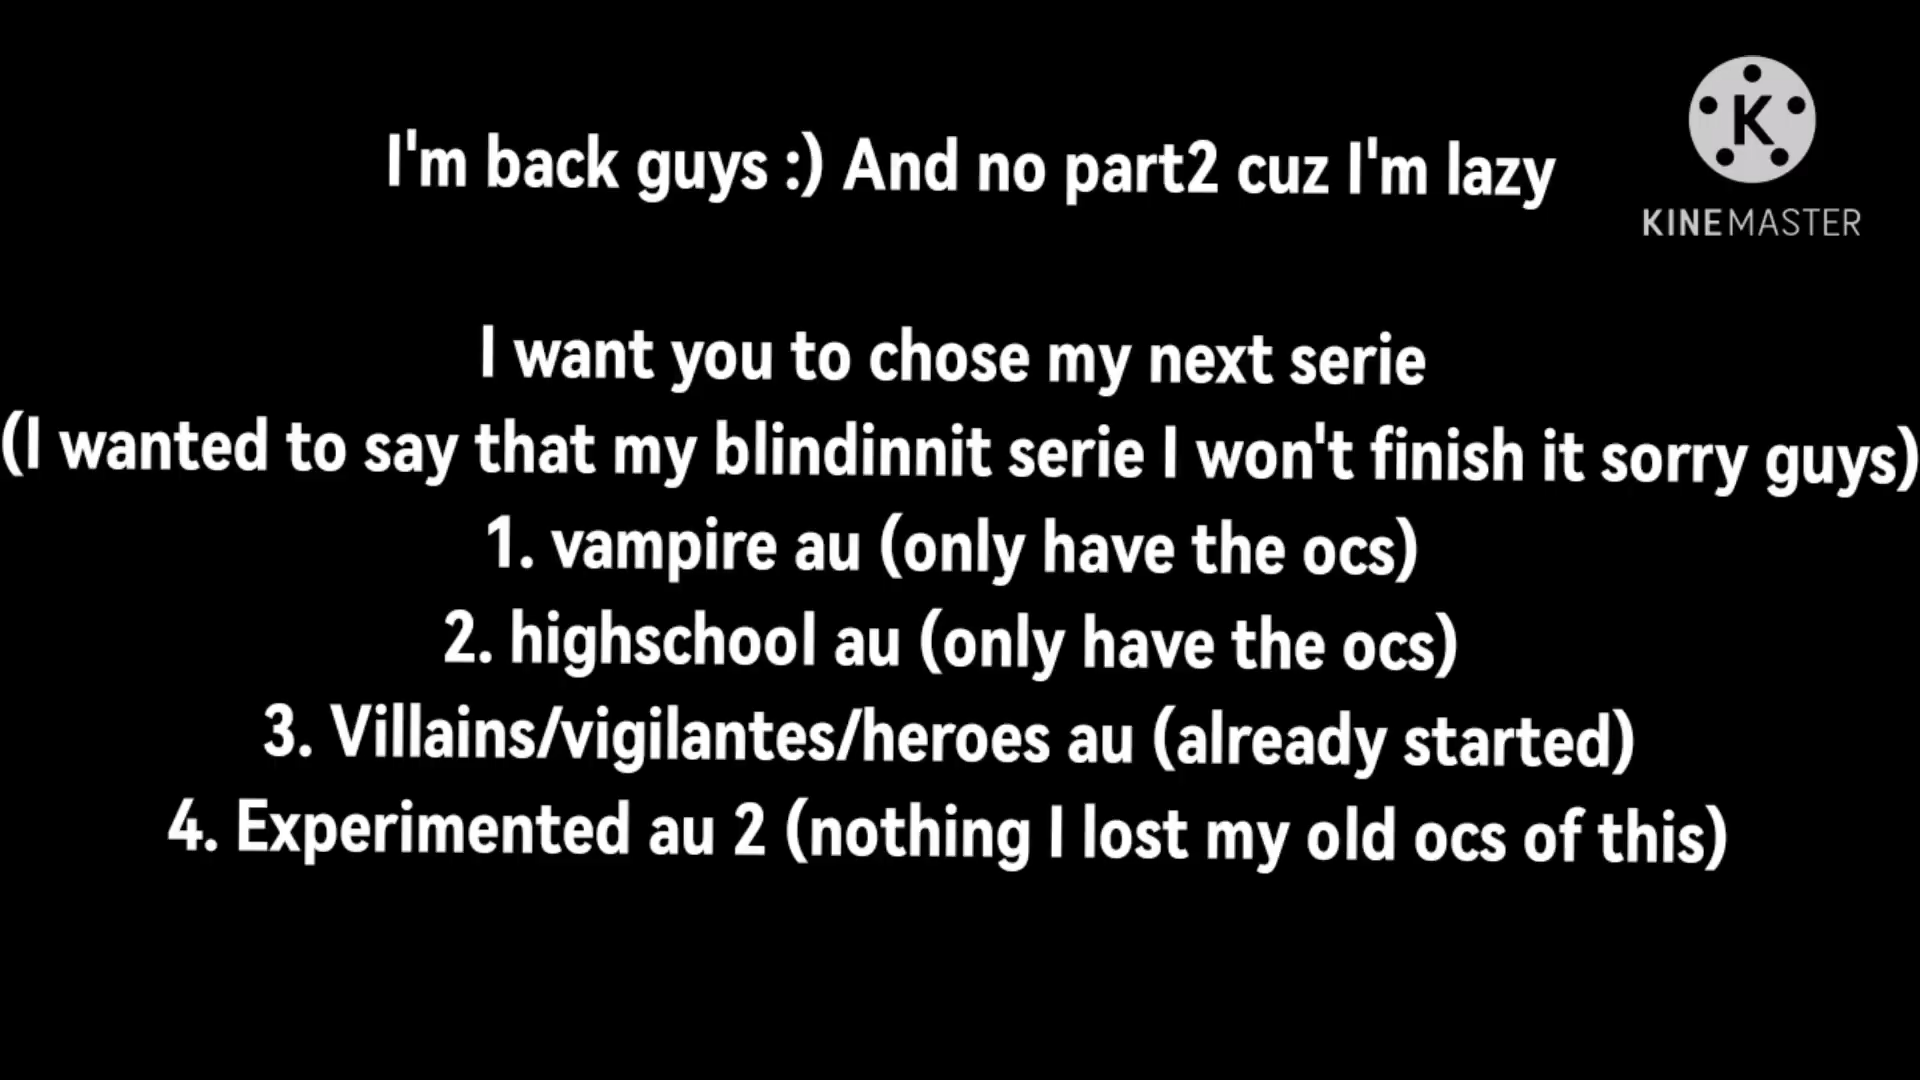 I'm back guys :) And no part2 cuz I'm lazy
K
KINEMASTER
I want you to chose my next serie
(I wanted to say that my blindinnit serie I won't finish it sorry guys)
1. vampire au (only have the ocs)
2. highschool au (only have the ocs)
3. Villains/vigilantes/heroes au (already started)
4. Experimented au 2 (nothing I lost my old ocs of this)